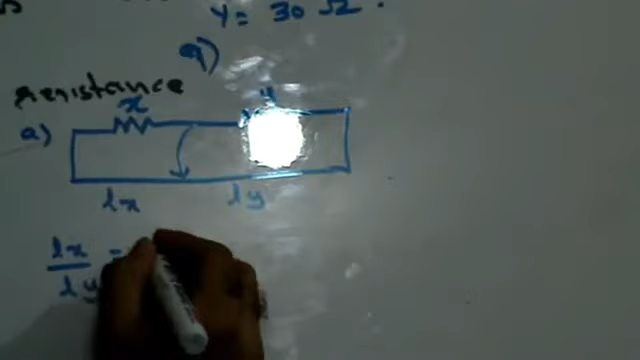 Y = 30 Ω.
q)
Resistance
x
y
a)
lx
ly
lx
ly
=